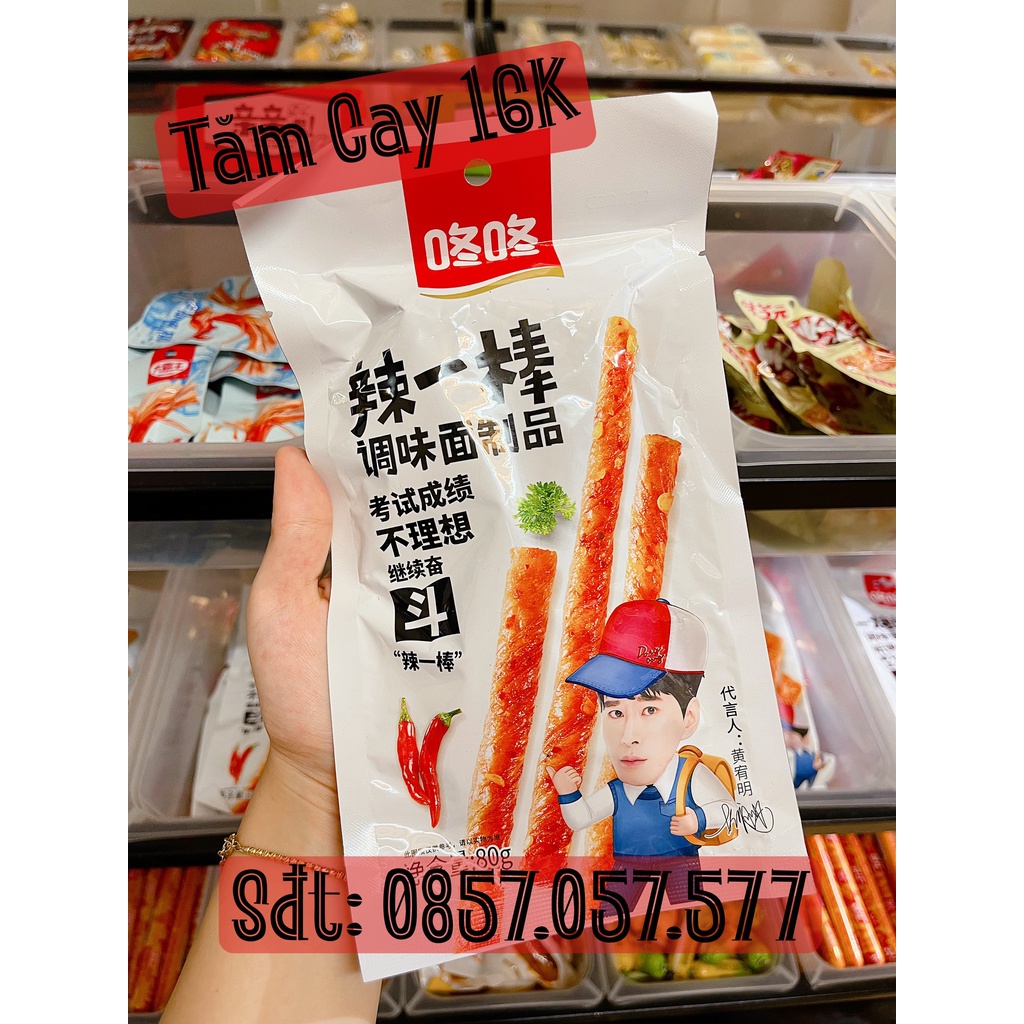 Tăm Cay 16K
咚咚
辣一棒
调味面制品
考试成绩
不理想
继续奋
斗
“辣一棒”
代言人：黄宥明
80g
Sđt: 0857.057.577